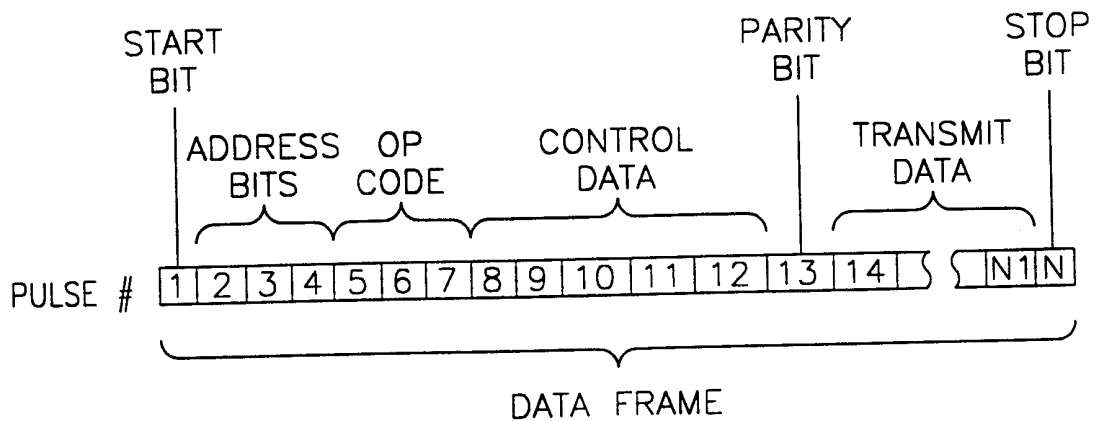 START
BIT
PARITY
BIT
STOP
BIT
ADDRESS
BITS
OP
CODE
CONTROL
DATA
TRANSMIT
DATA
PULSE # 1 2 3 4 5 6 7 8 9 10 11 12 13 14 N1 N
DATA FRAME